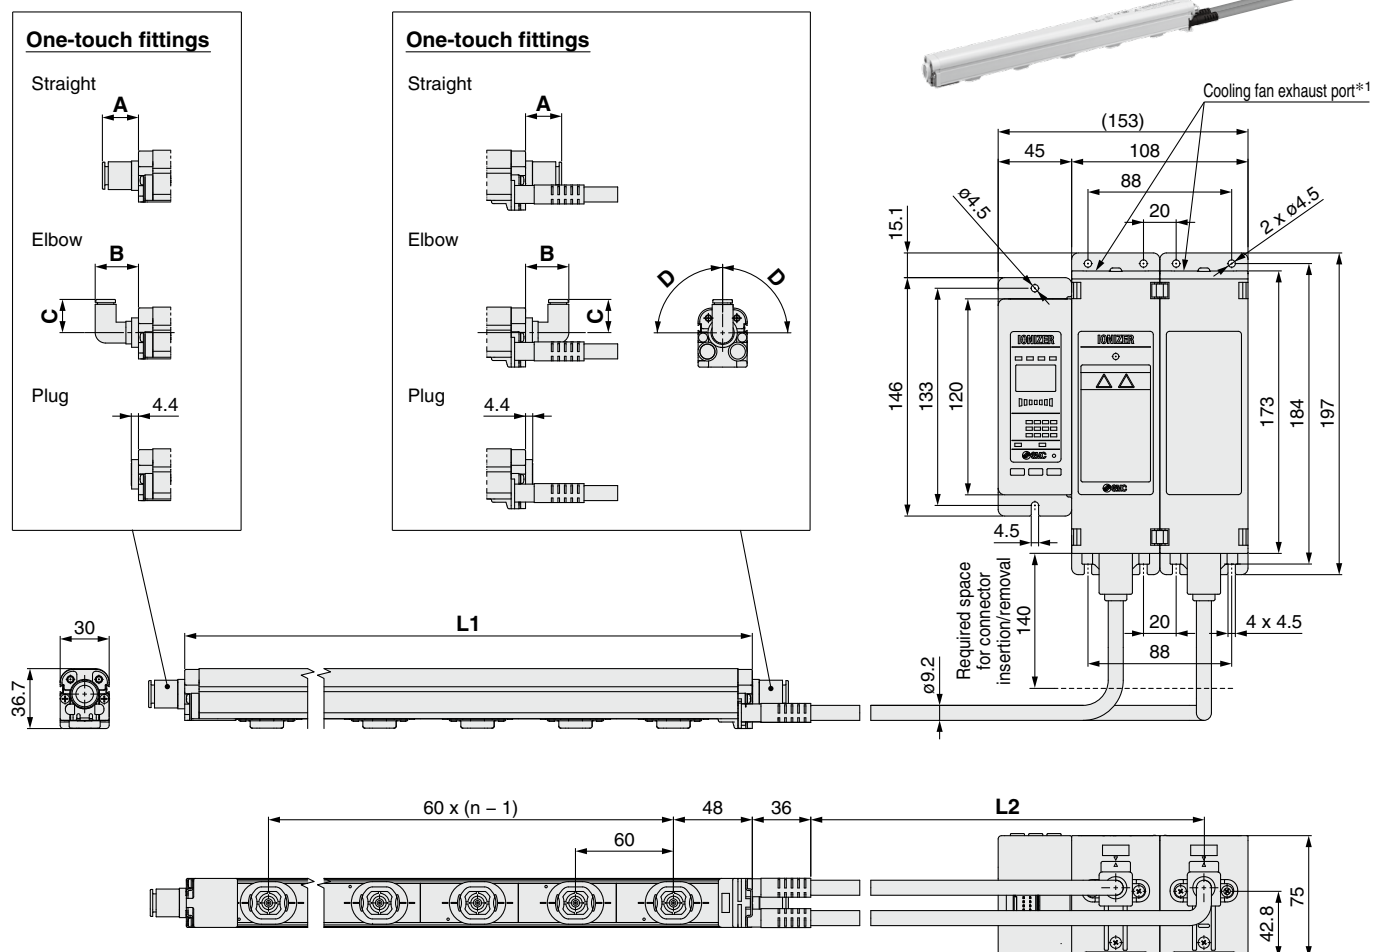 One-touch fittings
Straight
A
Elbow
B
C
Plug
4.4
One-touch fittings
Straight
A
Elbow
B
C
D
D
Plug
4.4
Cooling fan exhaust port*1
(153)
45
108
88
20
ø4.5
2 x ø4.5
15.1
146
133
120
173
184
197
IONIZER
IONIZER
SMC
SMC
4.5
Required space
for connector
insertion/removal
140
20
4 x 4.5
88
ø9.2
30
36.7
L1
60 x (n − 1)
48
36
L2
60
75
42.8